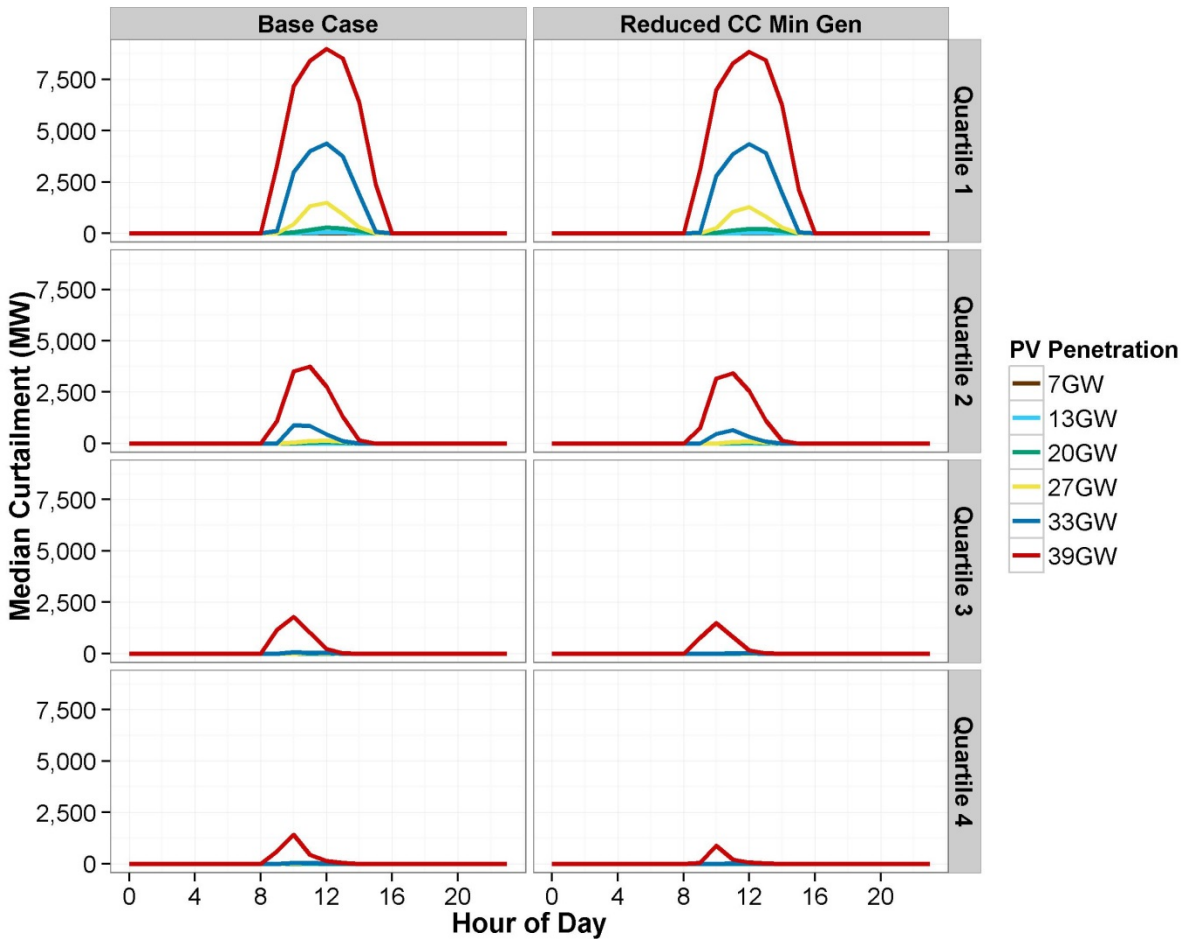 Base Case
Reduced CC Min Gen
Median Curtailment (MW)
7,500
5,000
2,500
0
Quartile 1
7,500
5,000
2,500
0
Quartile 2
7,500
5,000
2,500
0
Quartile 3
7,500
5,000
2,500
0
Quartile 4
0 4 8 12 16 20
0 4 8 12 16 20
Hour of Day
PV Penetration
7GW
13GW
20GW
27GW
33GW
39GW